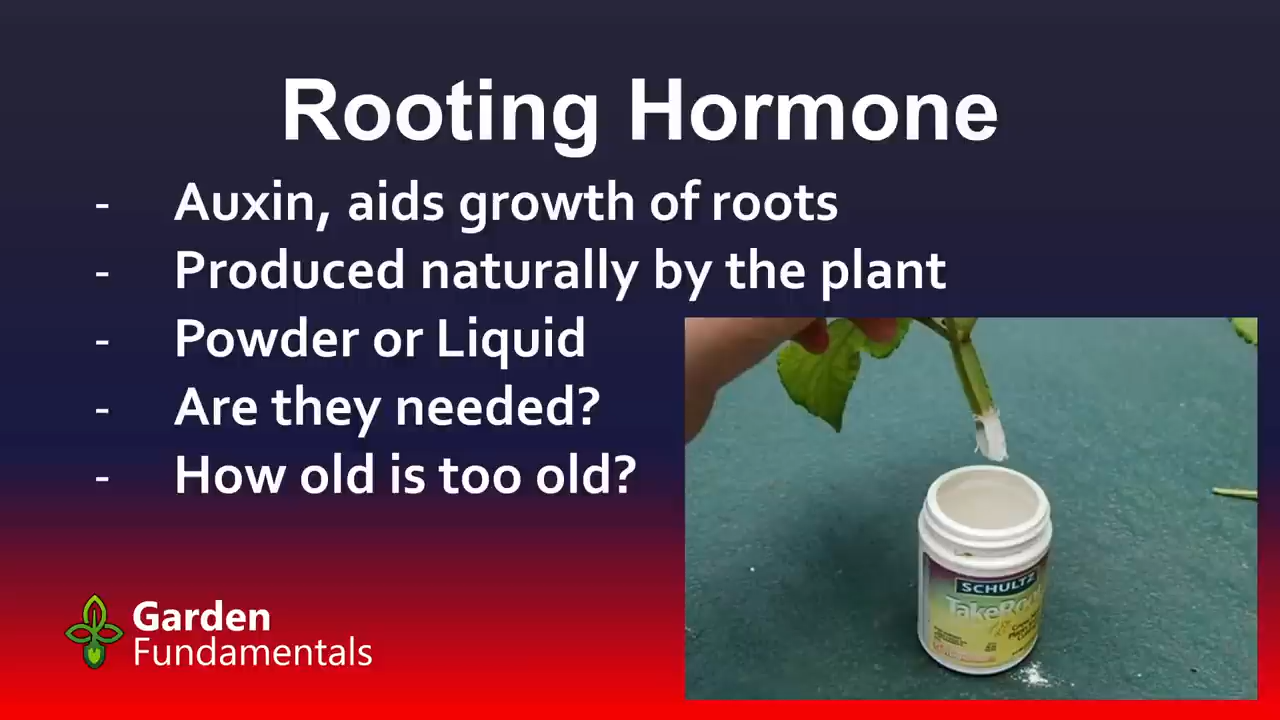 Rooting Hormone
- Auxin, aids growth of roots
- Produced naturally by the plant
- Powder or Liquid
- Are they needed?
- How old is too old?
SCHULTZ
TakeRoot
Garden
Fundamentals